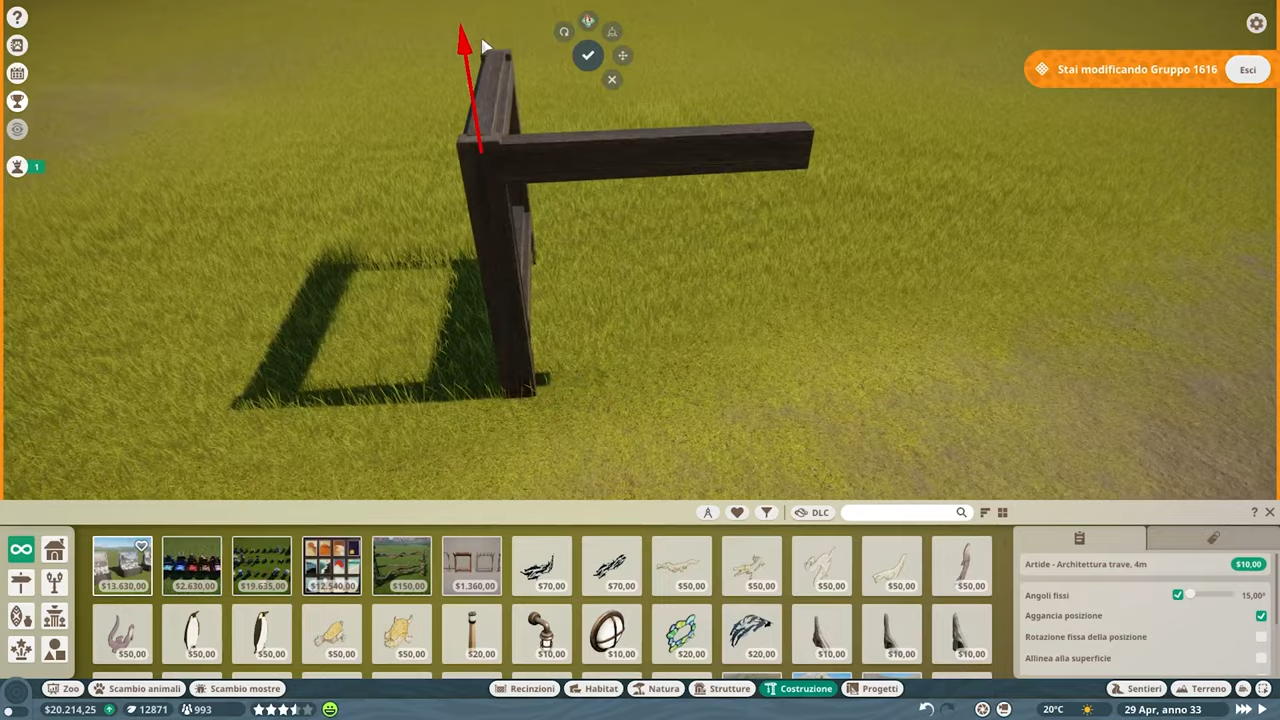 Stai modificando Gruppo 1616 Esci
1
DLC
?
$13.630,00 $2.630,00 $19.635,00 $12.540,00 $150,00 $1.360,00 $70,00 $70,00 $50,00 $50,00 $50,00 $50,00 $50,00
$50,00 $50,00 $50,00 $50,00 $50,00 $20,00 $10,00 $10,00 $20,00 $20,00 $10,00 $10,00 $10,00
Artide - Architettura trave, 4m $10,00
Angoli fissi 15,00°
Aggancia posizione
Rotazione fissa della posizione
Allinea alla superficie
Zoo Scambio animali Scambio mostre Recinzioni Habitat Natura Strutture Costruzione Progetti Sentieri Terreno
$20.214,25 12871 993 20°C 29 Apr, anno 33